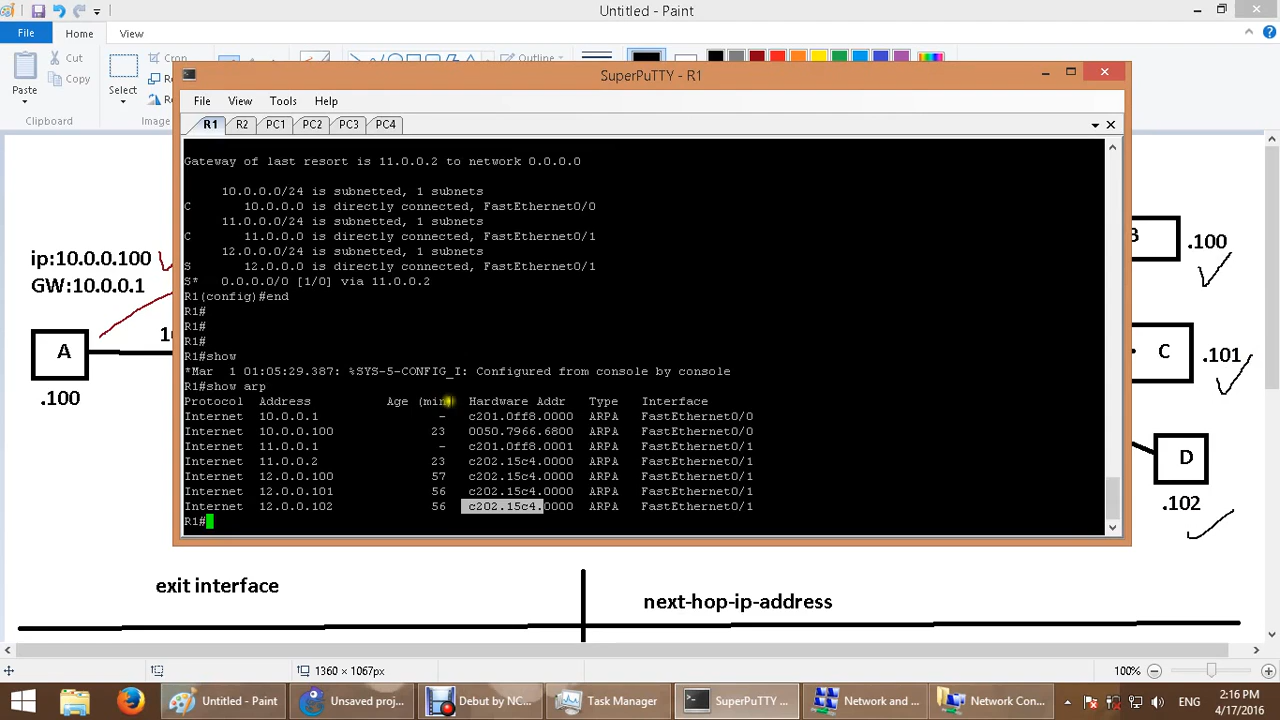 Untitled - Paint
File Home View
Cut
Copy
Paste
Clipboard
Select
Crop
Image
Outline
SuperPuTTY - R1
File View Tools Help
R1 R2 PC1 PC2 PC3 PC4
Gateway of last resort is 11.0.0.2 to network 0.0.0.0
10.0.0.0/24 is subnetted, 1 subnets
C 10.0.0.0 is directly connected, FastEthernet0/0
11.0.0.0/24 is subnetted, 1 subnets
C 11.0.0.0 is directly connected, FastEthernet0/1
12.0.0.0/24 is subnetted, 1 subnets
S 12.0.0.0 is directly connected, FastEthernet0/1
S* 0.0.0.0/0 [1/0] via 11.0.0.2
R1(config)#end
R1#
R1#
R1#
R1#show
*Mar 1 01:05:29.387: %SYS-5-CONFIG_I: Configured from console by console
R1#show arp
Protocol Address Age (min) Hardware Addr Type Interface
Internet 10.0.0.1 - c201.0ff8.0000 ARPA FastEthernet0/0
Internet 10.0.0.100 23 0050.7966.6800 ARPA FastEthernet0/0
Internet 11.0.0.1 - c201.0ff8.0001 ARPA FastEthernet0/1
Internet 11.0.0.2 23 c202.15c4.0000 ARPA FastEthernet0/1
Internet 12.0.0.100 57 c202.15c4.0000 ARPA FastEthernet0/1
Internet 12.0.0.101 56 c202.15c4.0000 ARPA FastEthernet0/1
Internet 12.0.0.102 56 c202.15c4.0000 ARPA FastEthernet0/1
R1#
ip:10.0.0.100
GW:10.0.0.1
A
.100
B .100
C .101
D
.102
exit interface
next-hop-ip-address
1360 × 1067px
100%
Untitled - Paint
Unsaved proj...
Debut by NC...
Task Manager
SuperPuTTY ...
Network and ...
Network Con...
ENG
2:16 PM
4/17/2016